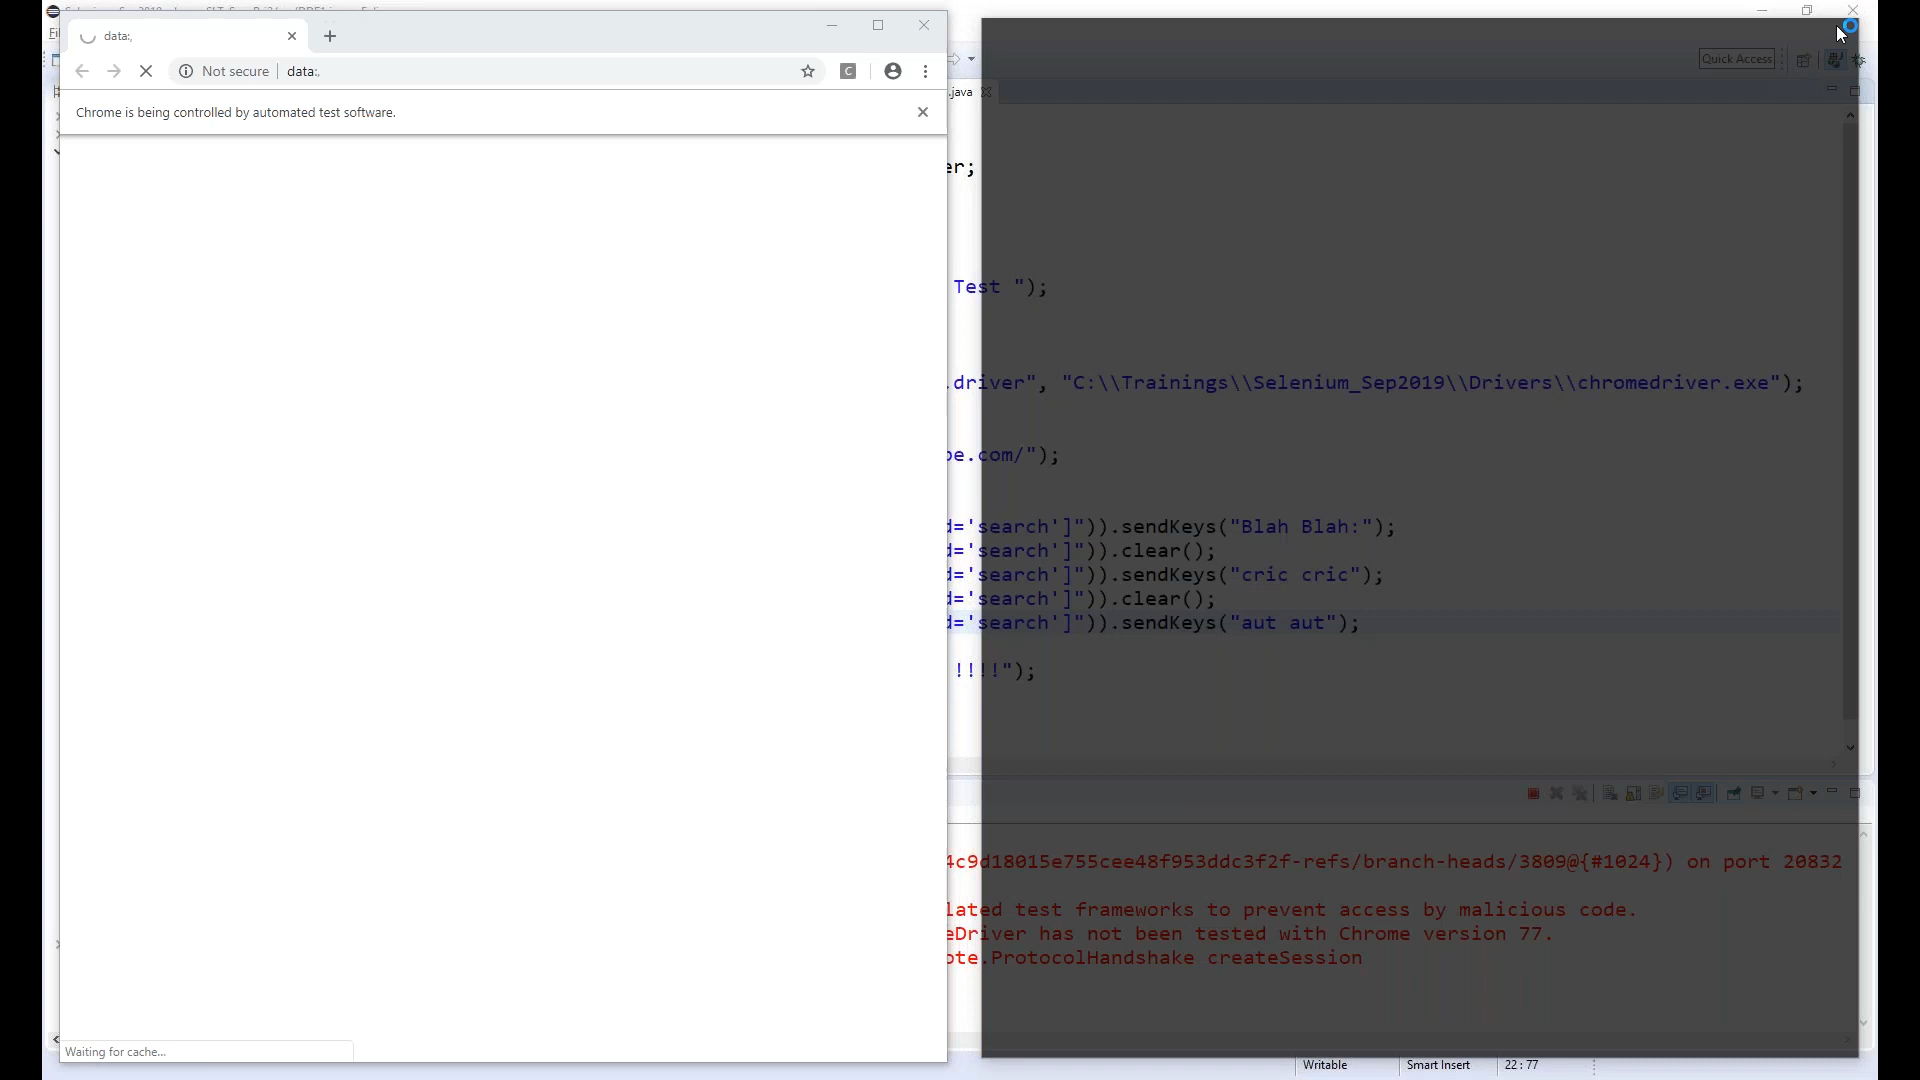 data:,
Not secure
data:,
Quick Access
.java
Chrome is being controlled by automated test software.
er;
Test ");
.driver", "C:\\Trainings\\Selenium_Sep2019\\Drivers\\chromedriver.exe");
be.com/");
d='search']")).sendKeys("Blah Blah:");
d='search']")).clear();
d='search']")).sendKeys("cric cric");
d='search']")).clear();
d='search']")).sendKeys("aut aut");
!!!!");
4c9d18015e755cee48f953ddc3f2f-refs/branch-heads/3809@{#1024}) on port 20832
lated test frameworks to prevent access by malicious code.
eDriver has not been tested with Chrome version 77.
ote.ProtocolHandshake createSession
Waiting for cache...
Writable
Smart Insert
22 : 77